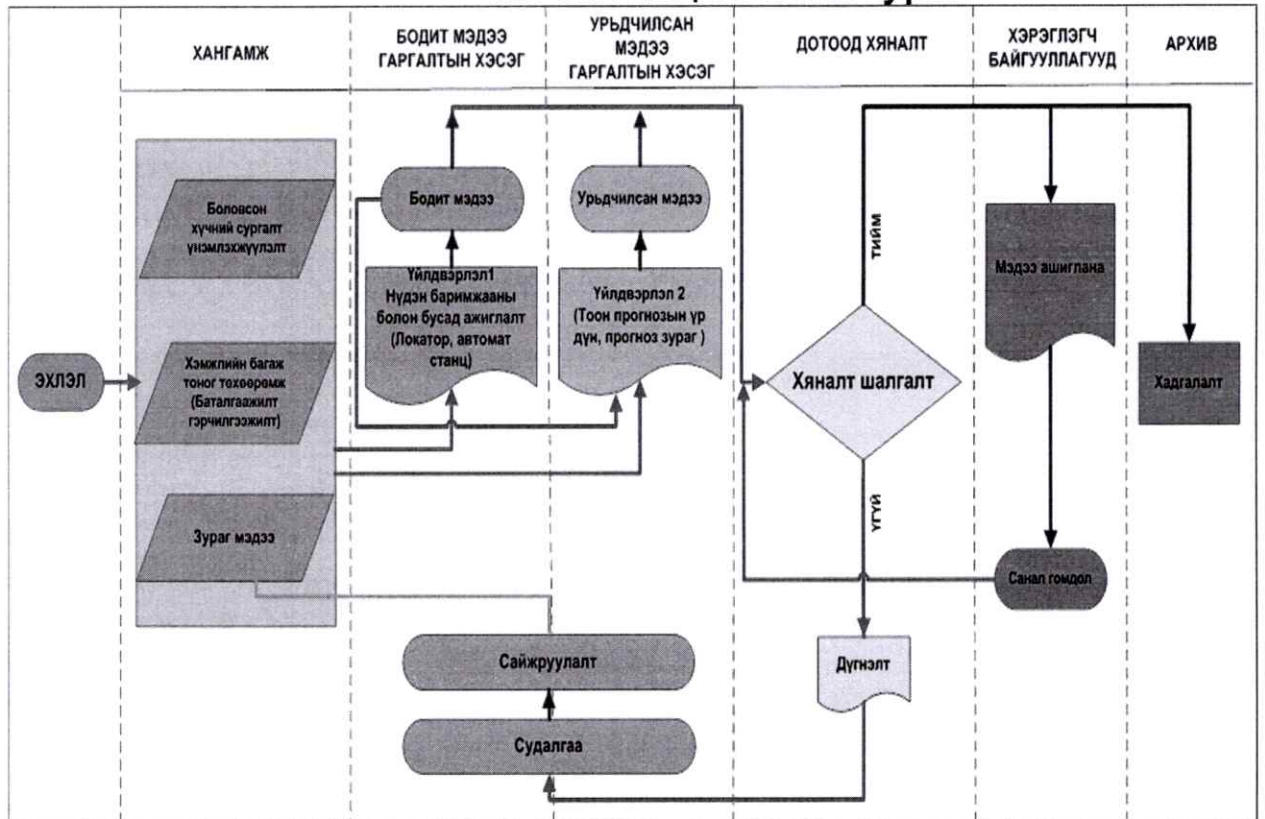 ХАНГАМЖ
БОДИТ МЭДЭЭ
ГАРГАЛТЫН ХЭСЭГ
УРЬДЧИЛСАН
МЭДЭЭ
ГАРГАЛТЫН ХЭСЭГ
ДОТООД ХЯНАЛТ
ХЭРЭГЛЭГЧ
БАЙГУУЛЛАГУУД
АРХИВ
ЭХЛЭЛ
Боловсон
хүчний сургалт
үнэмлэхжүүлэлт
Хэмжлийн багаж
тоног төхөөрөмж
(Баталгаажилт
гэрчилгээжилт)
Зураг мэдээ
Бодит мэдээ
Үйлдвэрлэл1
Нүдэн баримжааны
болон бусад ажиглалт
(Локатор, автомат
станц)
Урьдчилсан мэдээ
Үйлдвэрлэл 2
(Тоон прогнозын үр
дүн, прогноз зураг )
ТИЙМ
Хяналт шалгалт
ҮГҮЙ
Дүгнэлт
Мэдээ ашиглана
Санал гомдол
Хадгалалт
Сайжруулалт
Судалгаа